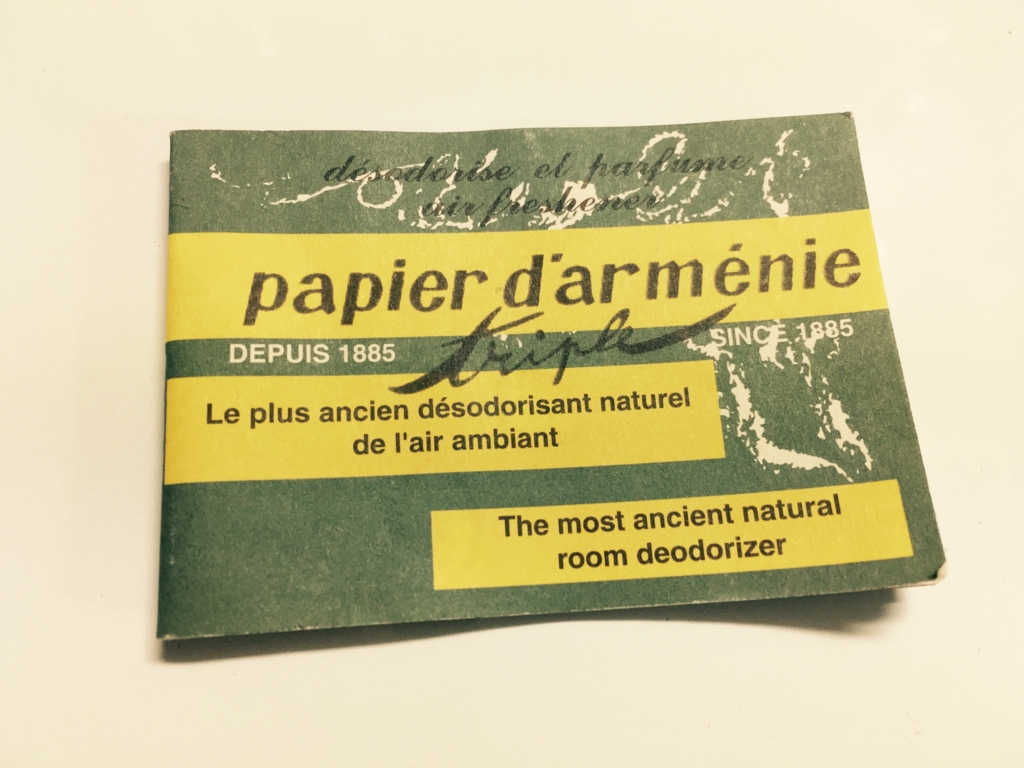 désodorise et parfume
air freshener
papier d'arménie
triple
DEPUIS 1885
SINCE 1885
Le plus ancien désodorisant naturel
de l'air ambiant
The most ancient natural
room deodorizer